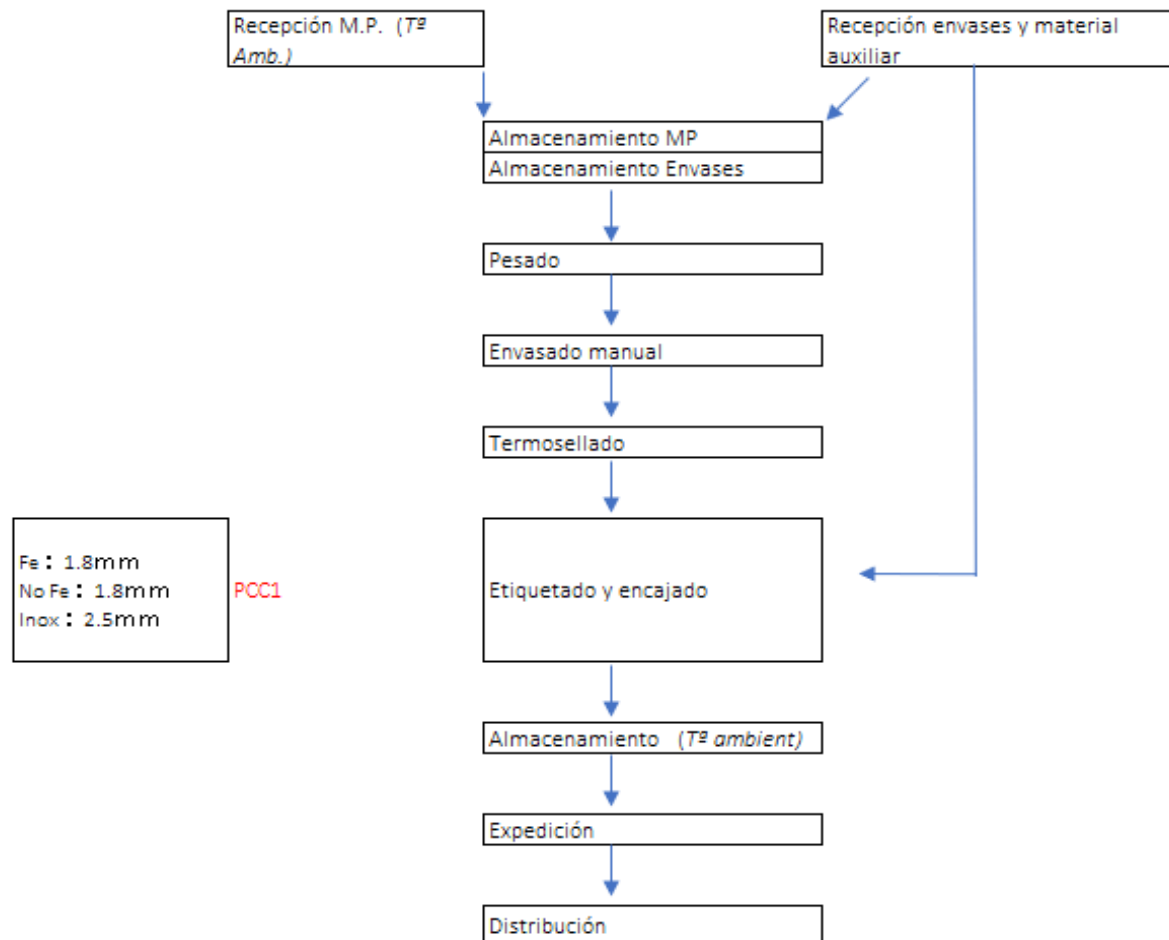 Recepción M.P. (Tª
Amb.)
Recepción envases y material
auxiliar
Almacenamiento MP
Almacenamiento Envases
Pesado
Envasado manual
Termosellado
Fe: 1.8mm
No Fe: 1.8mm
Inox: 2.5mm
PCC1
Etiquetado y encajado
Almacenamiento (Tª ambient)
Expedición
Distribución